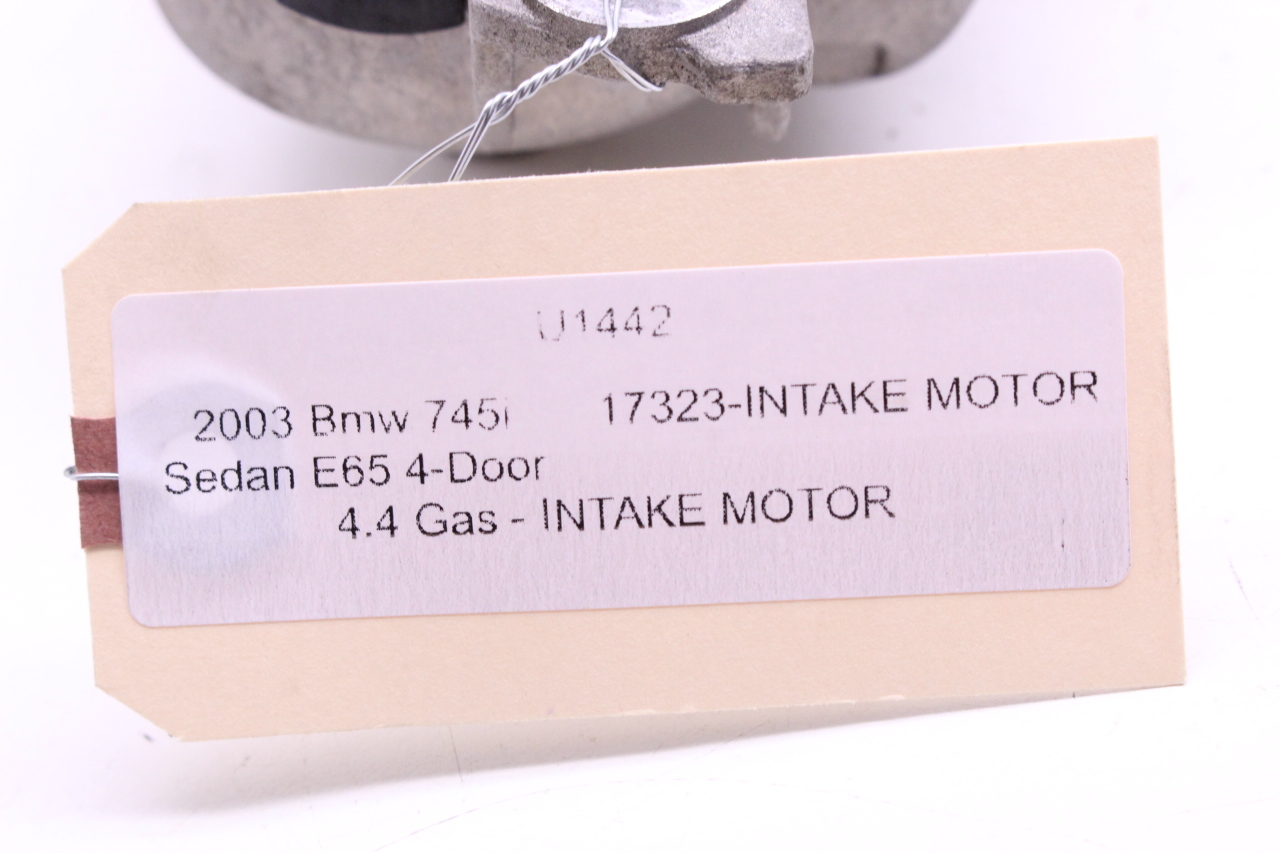 U1442
2003 Bmw 745i 17323-INTAKE MOTOR
Sedan E65 4-Door
4.4 Gas - INTAKE MOTOR